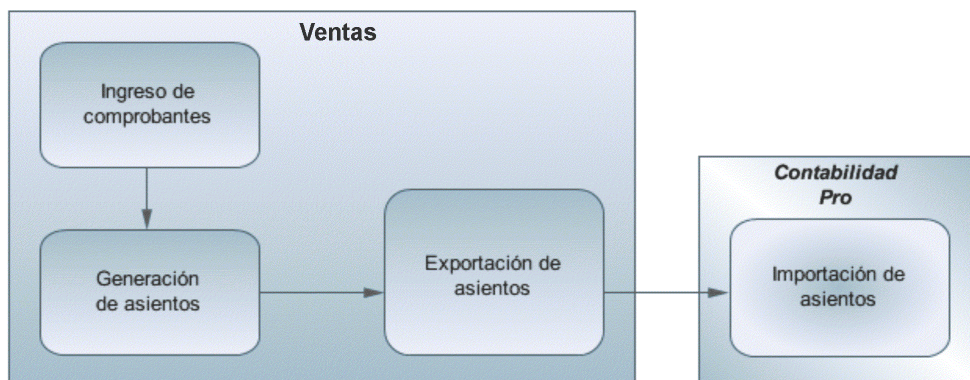 Ventas
Ingreso de
comprobantes
Generación
de asientos
Exportación de
asientos
Contabilidad
Pro
Importación de
asientos